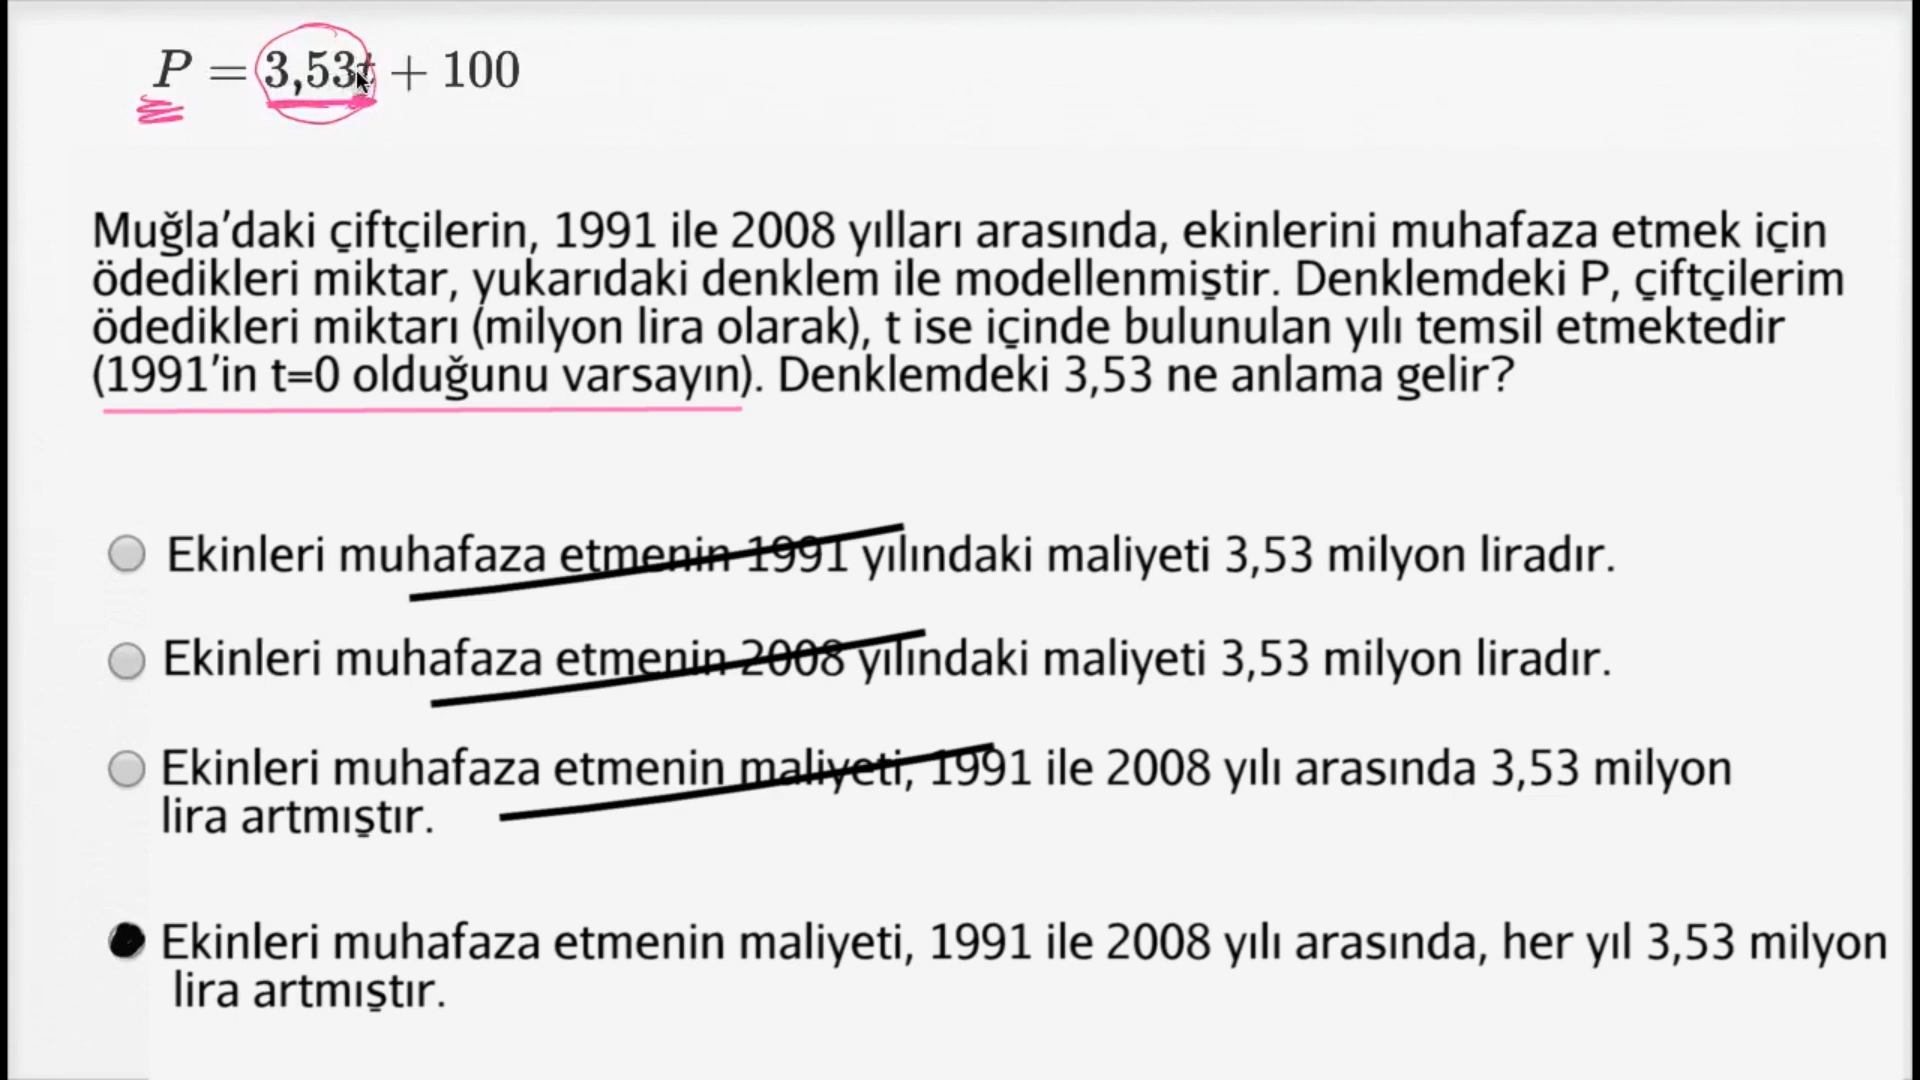 P = 3,53t + 100
Muğla'daki çiftçilerin, 1991 ile 2008 yılları arasında, ekinlerini muhafaza etmek için
ödedikleri miktar, yukarıdaki denklem ile modellenmiştir. Denklemdeki P, çiftçilerim
ödedikleri miktarı (milyon lira olarak), t ise içinde bulunulan yılı temsil etmektedir
(1991'in t=0 olduğunu varsayın). Denklemdeki 3,53 ne anlama gelir?
Ekinleri muhafaza etmenin 1991 yılındaki maliyeti 3,53 milyon liradır.
Ekinleri muhafaza etmenin 2008 yılındaki maliyeti 3,53 milyon liradır.
Ekinleri muhafaza etmenin maliyeti, 1991 ile 2008 yılı arasında 3,53 milyon
lira artmıştır.
Ekinleri muhafaza etmenin maliyeti, 1991 ile 2008 yılı arasında, her yıl 3,53 milyon
lira artmıştır.